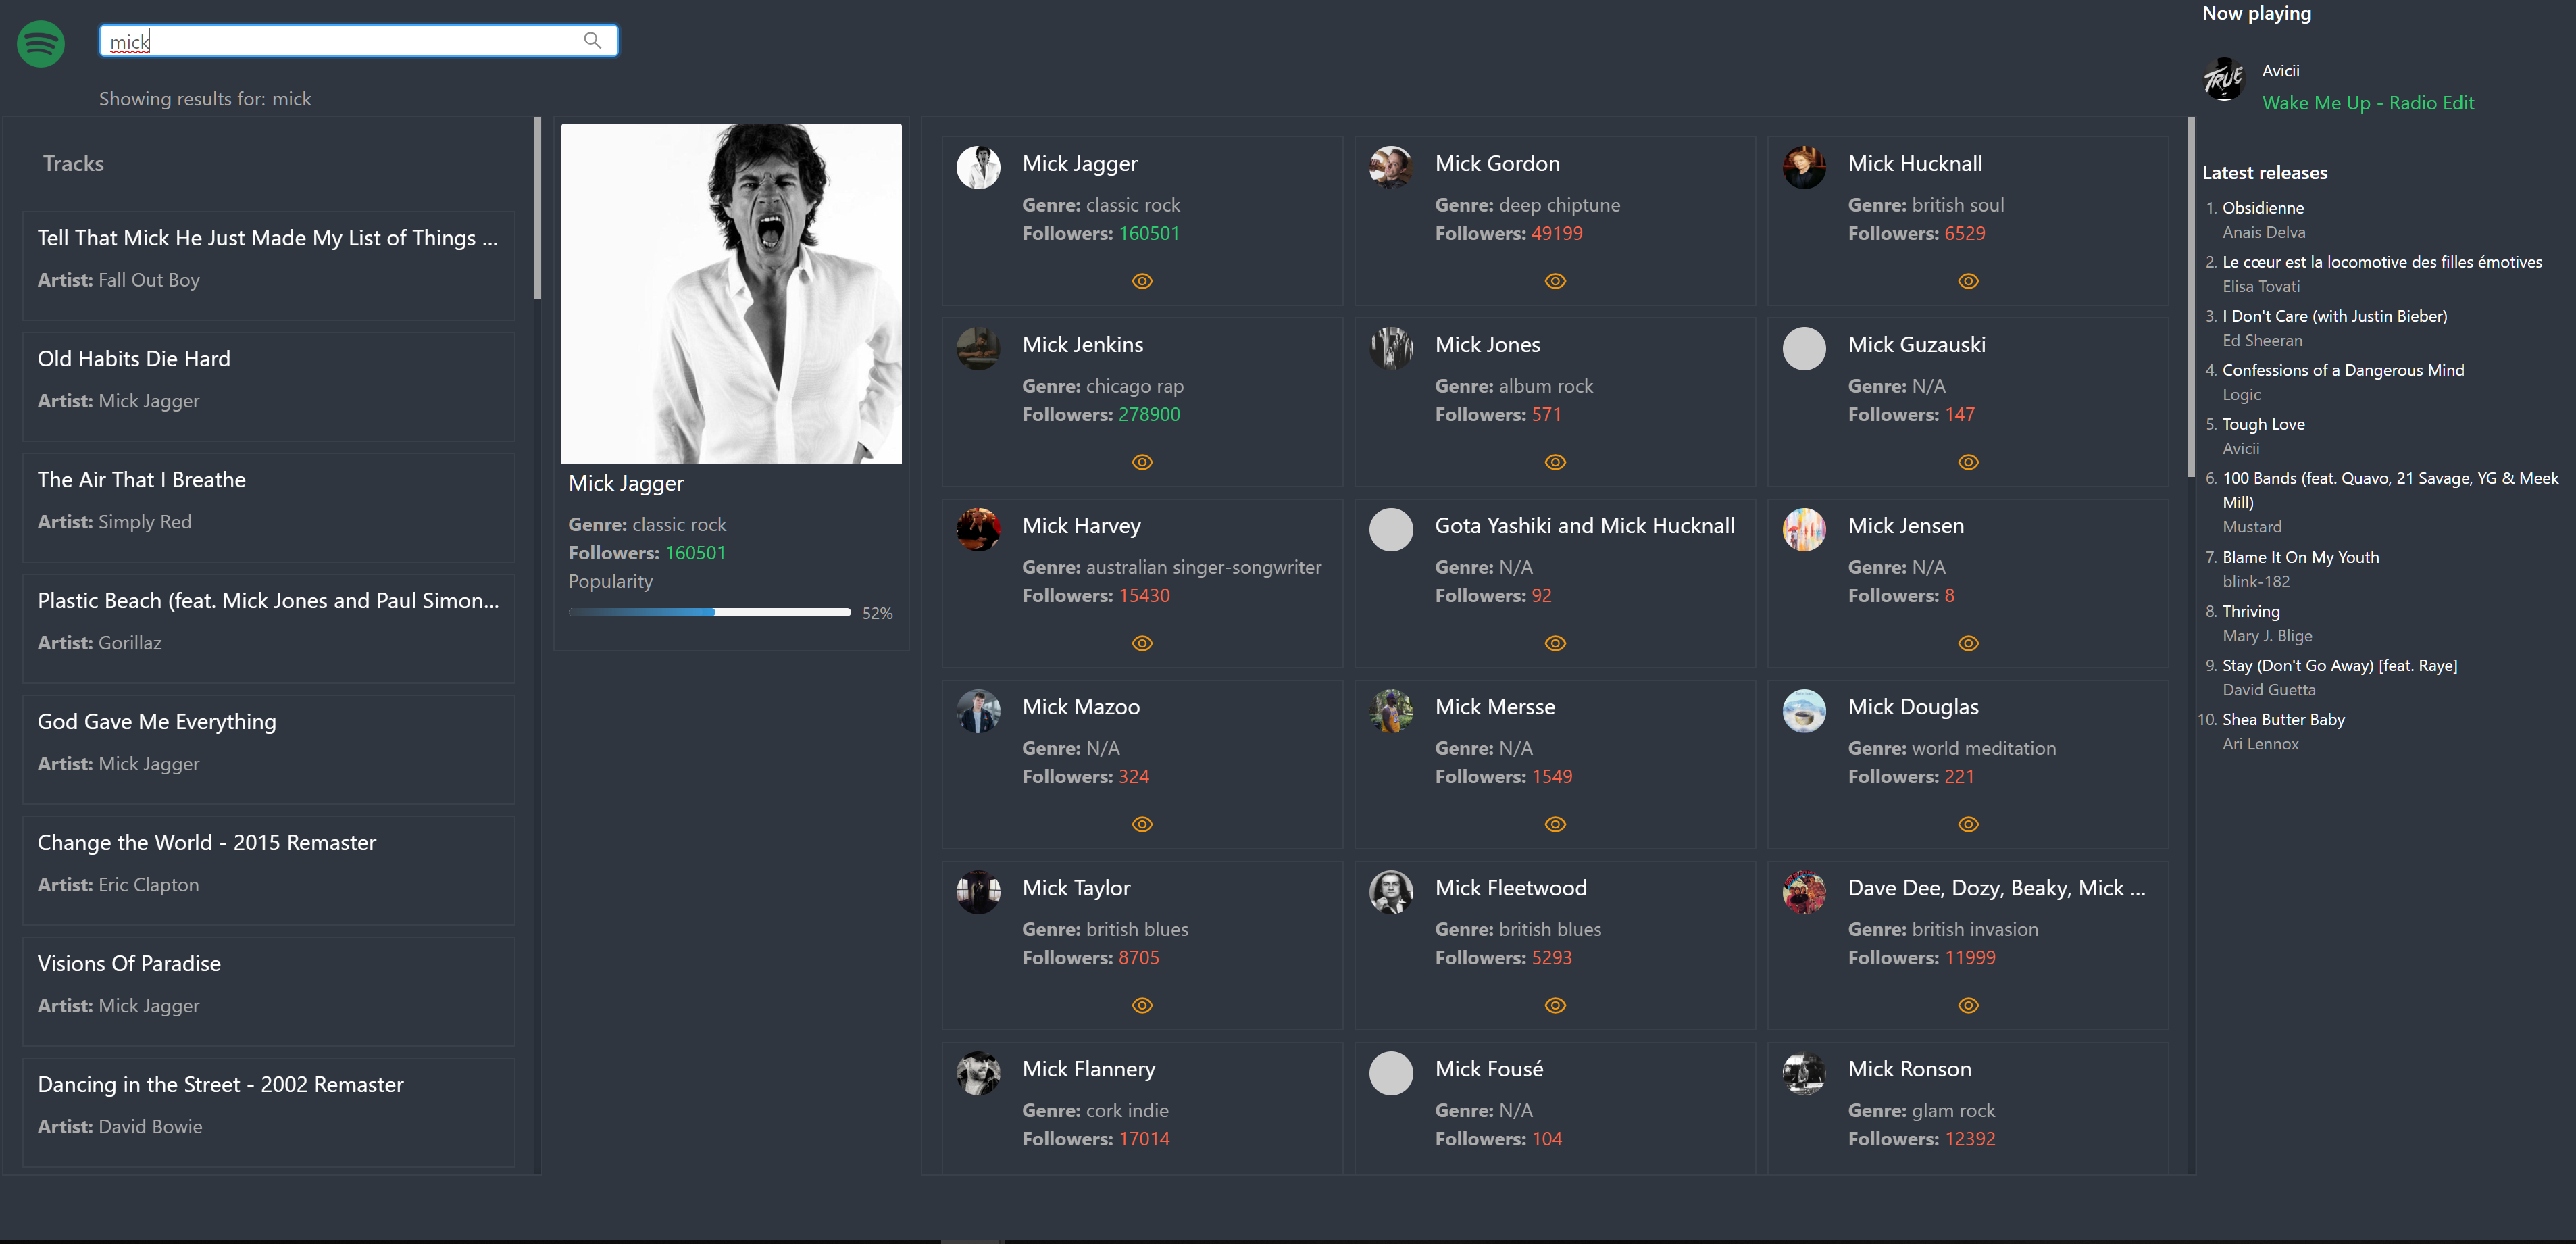 mick
Showing results for: mick
Tracks
Tell That Mick He Just Made My List of Things ...
Artist: Fall Out Boy
Old Habits Die Hard
Artist: Mick Jagger
The Air That I Breathe
Artist: Simply Red
Plastic Beach (feat. Mick Jones and Paul Simon...
Artist: Gorillaz
God Gave Me Everything
Artist: Mick Jagger
Change the World - 2015 Remaster
Artist: Eric Clapton
Visions Of Paradise
Artist: Mick Jagger
Dancing in the Street - 2002 Remaster
Artist: David Bowie
Mick Jagger
Genre: classic rock
Followers: 160501
Popularity
52%
Mick Jagger
Genre: classic rock
Followers: 160501
Mick Gordon
Genre: deep chiptune
Followers: 49199
Mick Hucknall
Genre: british soul
Followers: 6529
Mick Jenkins
Genre: chicago rap
Followers: 278900
Mick Jones
Genre: album rock
Followers: 571
Mick Guzauski
Genre: N/A
Followers: 147
Mick Harvey
Genre: australian singer-songwriter
Followers: 15430
Gota Yashiki and Mick Hucknall
Genre: N/A
Followers: 92
Mick Jensen
Genre: N/A
Followers: 8
Mick Mazoo
Genre: N/A
Followers: 324
Mick Mersse
Genre: N/A
Followers: 1549
Mick Douglas
Genre: world meditation
Followers: 221
Mick Taylor
Genre: british blues
Followers: 8705
Mick Fleetwood
Genre: british blues
Followers: 5293
Dave Dee, Dozy, Beaky, Mick ...
Genre: british invasion
Followers: 11999
Mick Flannery
Genre: cork indie
Followers: 17014
Mick Fousé
Genre: N/A
Followers: 104
Mick Ronson
Genre: glam rock
Followers: 12392
Now playing
TRUE
Avicii
Wake Me Up - Radio Edit
Latest releases
1. Obsidienne
Anais Delva
2. Le cœur est la locomotive des filles émotives
Elisa Tovati
3. I Don't Care (with Justin Bieber)
Ed Sheeran
4. Confessions of a Dangerous Mind
Logic
5. Tough Love
Avicii
6. 100 Bands (feat. Quavo, 21 Savage, YG & Meek
Mill)
Mustard
7. Blame It On My Youth
blink-182
8. Thriving
Mary J. Blige
9. Stay (Don't Go Away) [feat. Raye]
David Guetta
10. Shea Butter Baby
Ari Lennox